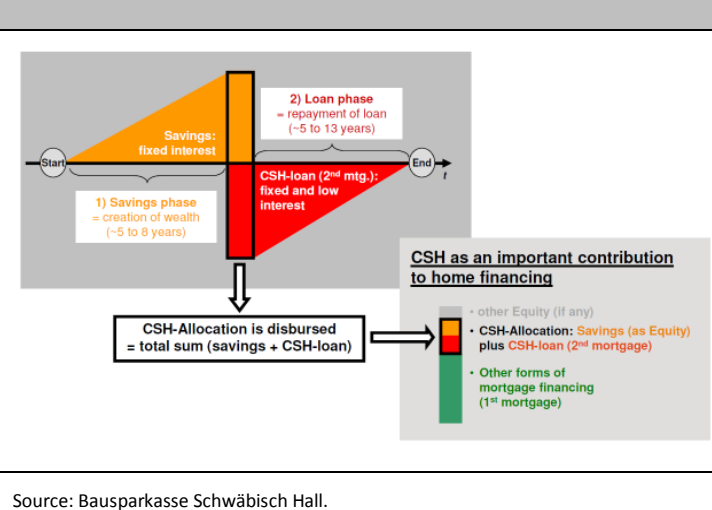 2) Loan phase
= repayment of loan
(~5 to 13 years)
Savings:
fixed interest
Start
End
t
CSH-loan (2nd mtg.):
fixed and low
interest
1) Savings phase
= creation of wealth
(~5 to 8 years)
CSH as an important contribution
to home financing
• other Equity (if any)
• CSH-Allocation: Savings (as Equity)
plus CSH-loan (2nd mortgage)
• Other forms of
mortgage financing
(1st mortgage)
CSH-Allocation is disbursed
= total sum (savings + CSH-loan)
Source: Bausparkasse Schwäbisch Hall.